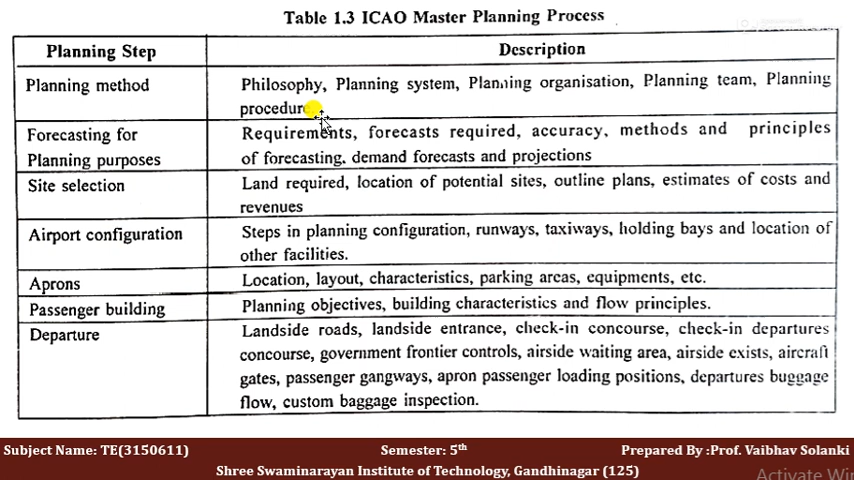 Table 1.3 ICAO Master Planning Process
Planning Step
Description
Planning method
Philosophy, Planning system, Planning organisation, Planning team, Planning
procedure
Forecasting for
Planning purposes
Requirements, forecasts required, accuracy, methods and principles
of forecasting. demand forecasts and projections
Site selection
Land required, location of potential sites, outline plans, estimates of costs and
revenues
Airport configuration
Steps in planning configuration, runways, taxiways, holding bays and location of
other facilities.
Aprons
Location, layout, characteristics, parking areas, equipments, etc.
Passenger building
Planning objectives, building characteristics and flow principles.
Departure
Landside roads, landside entrance, check-in concourse, check-in departures
concourse, government frontier controls, airside waiting area, airside exists, aircraft
gates, passenger gangways, apron passenger loading positions, departures buggage
flow, custom baggage inspection.
Subject Name: TE(3150611)
Semester: 5th
Prepared By :Prof. Vaibhav Solanki
Shree Swaminarayan Institute of Technology, Gandhinagar (125)
Activate Win